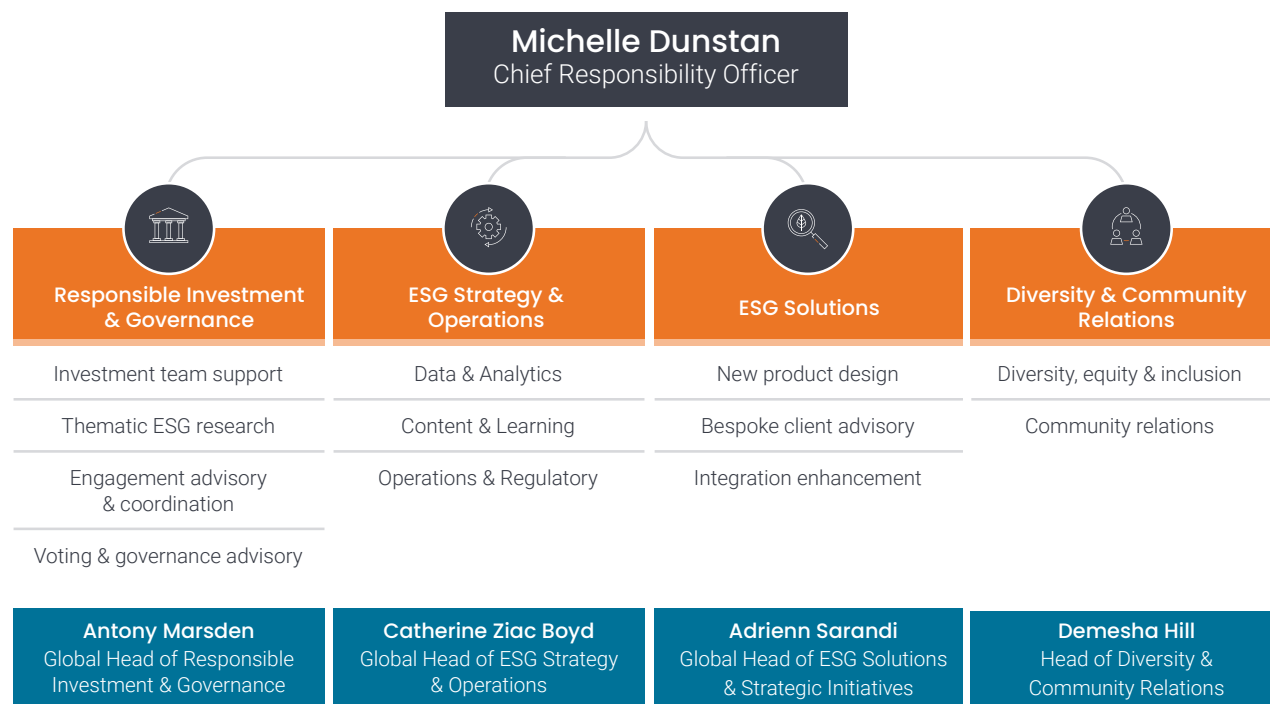 Michelle Dunstan
Chief Responsibility Officer
Responsible Investment
& Governance
Investment team support
Thematic ESG research
Engagement advisory
& coordination
Voting & governance advisory
Antony Marsden
Global Head of Responsible
Investment & Governance
ESG Strategy &
Operations
Data & Analytics
Content & Learning
Operations & Regulatory
Catherine Ziac Boyd
Global Head of ESG Strategy
& Operations
ESG Solutions
New product design
Bespoke client advisory
Integration enhancement
Adrienn Sarandi
Global Head of ESG Solutions
& Strategic Initiatives
Diversity & Community
Relations
Diversity, equity & inclusion
Community relations
Demesha Hill
Head of Diversity &
Community Relations